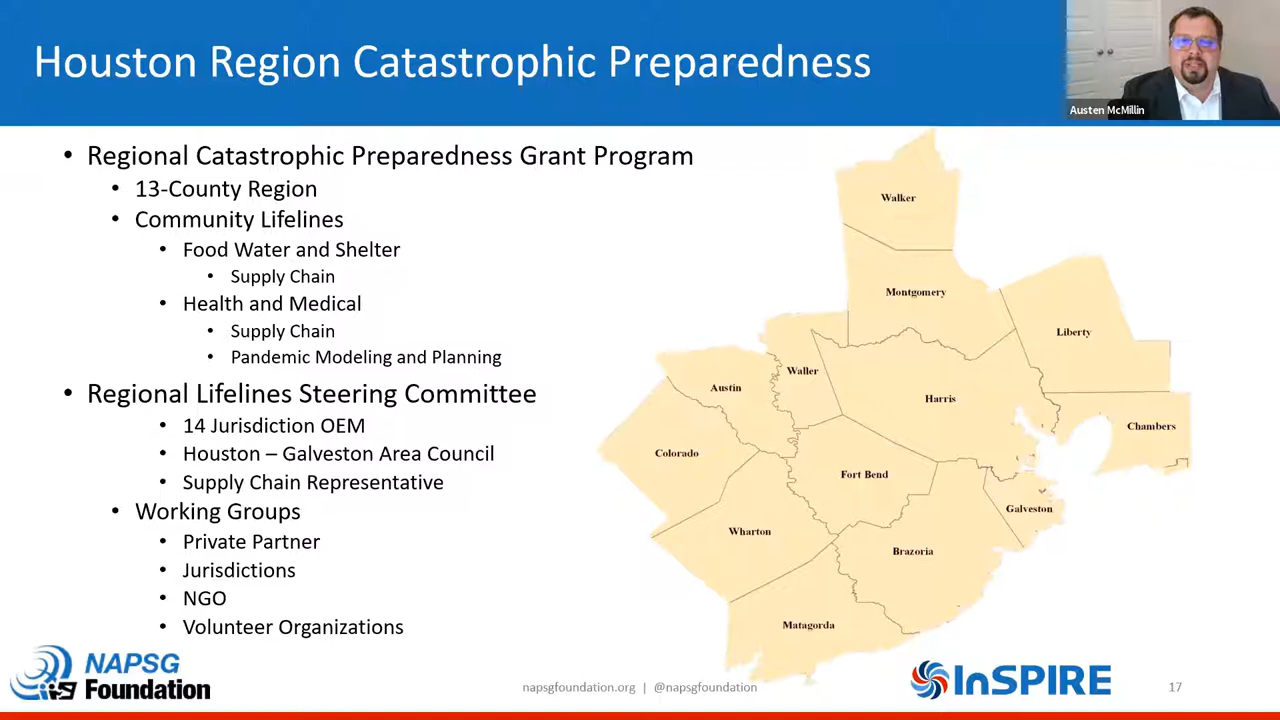 Houston Region Catastrophic Preparedness
Austen McMillin
• Regional Catastrophic Preparedness Grant Program
• 13-County Region
• Community Lifelines
• Food Water and Shelter
• Supply Chain
• Health and Medical
• Supply Chain
• Pandemic Modeling and Planning
• Regional Lifelines Steering Committee
• 14 Jurisdiction OEM
• Houston – Galveston Area Council
• Supply Chain Representative
• Working Groups
• Private Partner
• Jurisdictions
• NGO
• Volunteer Organizations
Walker
Montgomery
Liberty
Waller
Austin
Harris
Chambers
Colorado
Fort Bend
Galveston
Wharton
Brazoria
Matagorda
NAPSG
Foundation
napsgfoundation.org | @napsgfoundation
InSPIRE
17